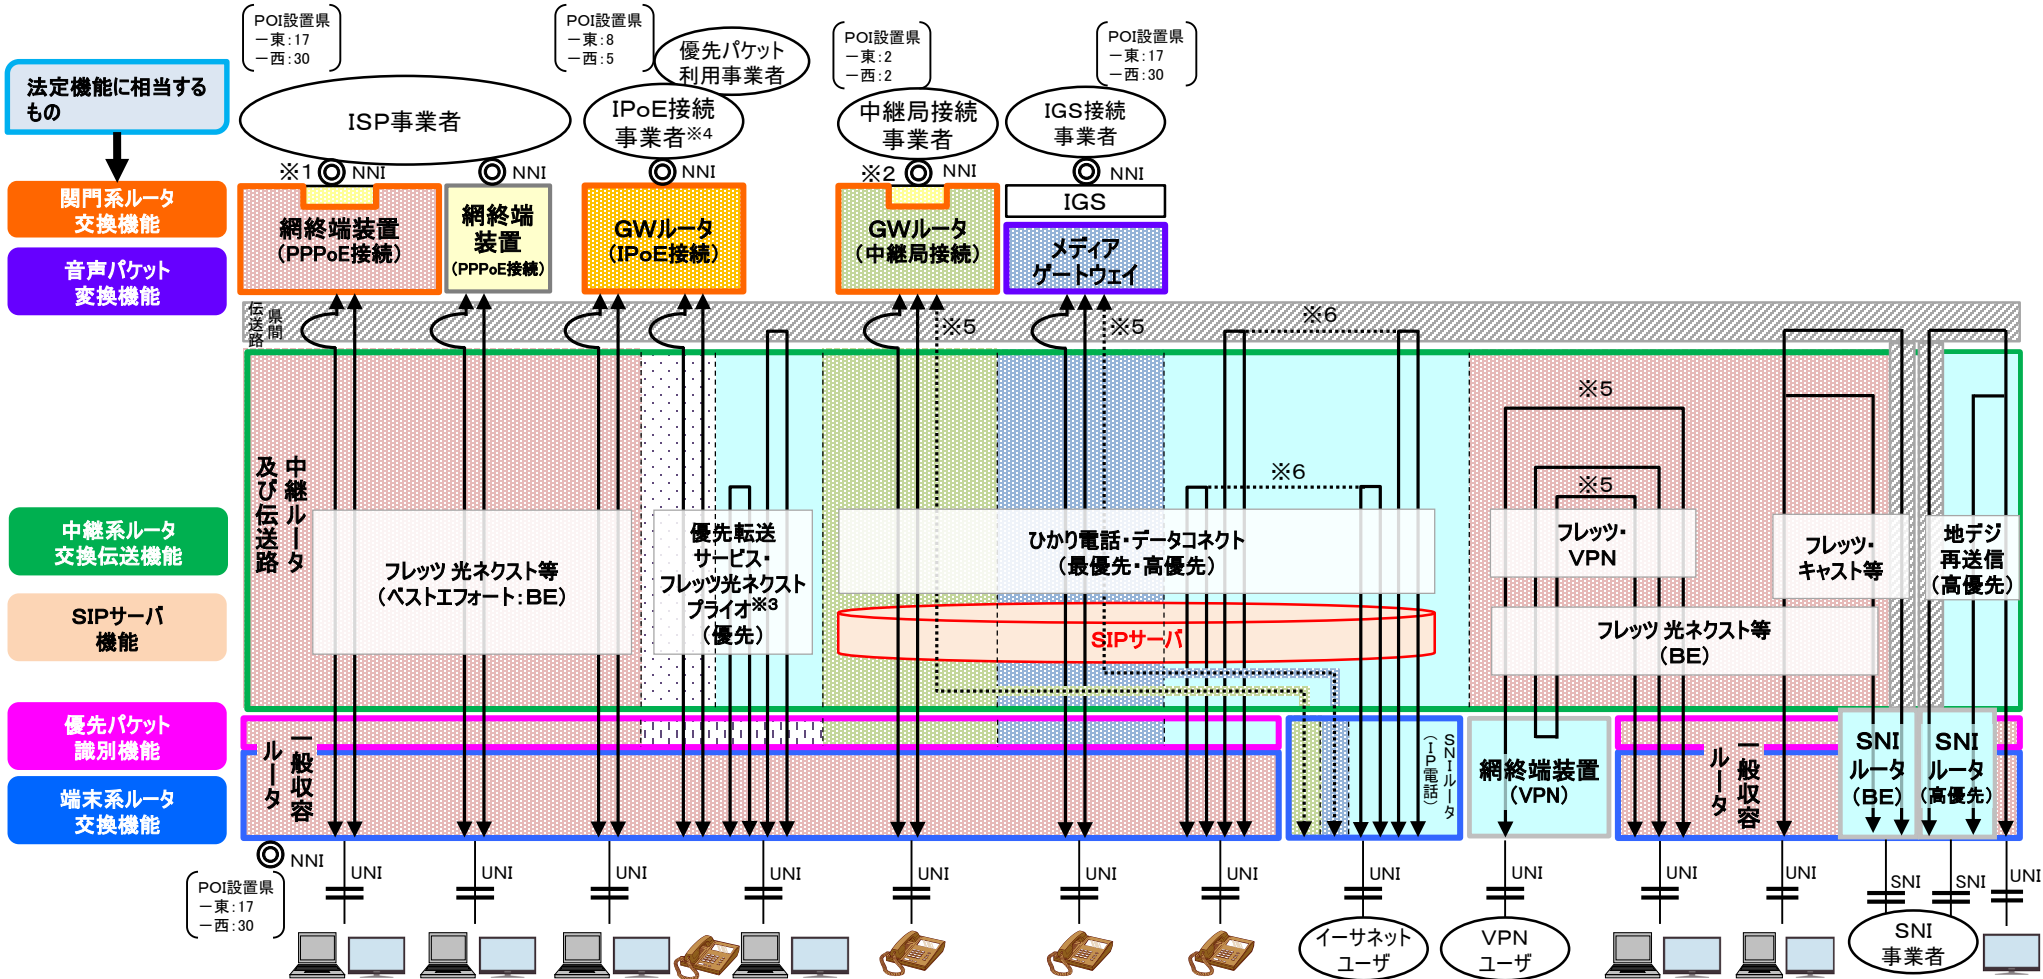 POI設置県
－東：17
－西：30
POI設置県
－東：8
－西：5
優先パケット
利用事業者
POI設置県
－東：2
－西：2
POI設置県
－東：17
－西：30
法定機能に相当する
もの
ISP事業者
IPoE接続
事業者※4
中継局接続
事業者
IGS接続
事業者
※1
NNI
NNI
NNI
※2
NNI
NNI
関門系ルータ
交換機能
網終端装置
（PPPoE接続）
網終端
装置
（PPPoE接続）
GWルータ
（IPoE接続）
GWルータ
（中継局接続）
IGS
メディア
ゲートウェイ
音声パケット
変換機能
県間
伝送路
※5
※5
※6
※5
※6
※5
中継ルータ
及び伝送路
中継系ルータ
交換伝送機能
フレッツ 光ネクスト等
（ベストエフォート：BE）
優先転送
サービス・
フレッツ光ネクスト
プライオ※3
（優先）
ひかり電話・データコネクト
（最優先・高優先）
フレッツ・
VPN
フレッツ・
キャスト等
地デジ
再送信
（高優先）
SIPサーバ
機能
SIPサーバ
フレッツ 光ネクスト等
（BE）
優先パケット
識別機能
端末系ルータ
交換機能
一般収容
ルータ
SNIルータ
（IP電話）
網終端装置
（VPN）
一般収容
ルータ
SNI
ルータ
（BE）
SNI
ルータ
（高優先）
NNI
POI設置県
－東：17
－西：30
UNI
UNI
UNI
UNI
UNI
UNI
UNI
UNI
UNI
UNI
UNI
SNI
SNI
UNI
イーサネット
ユーザ
VPN
ユーザ
SNI
事業者